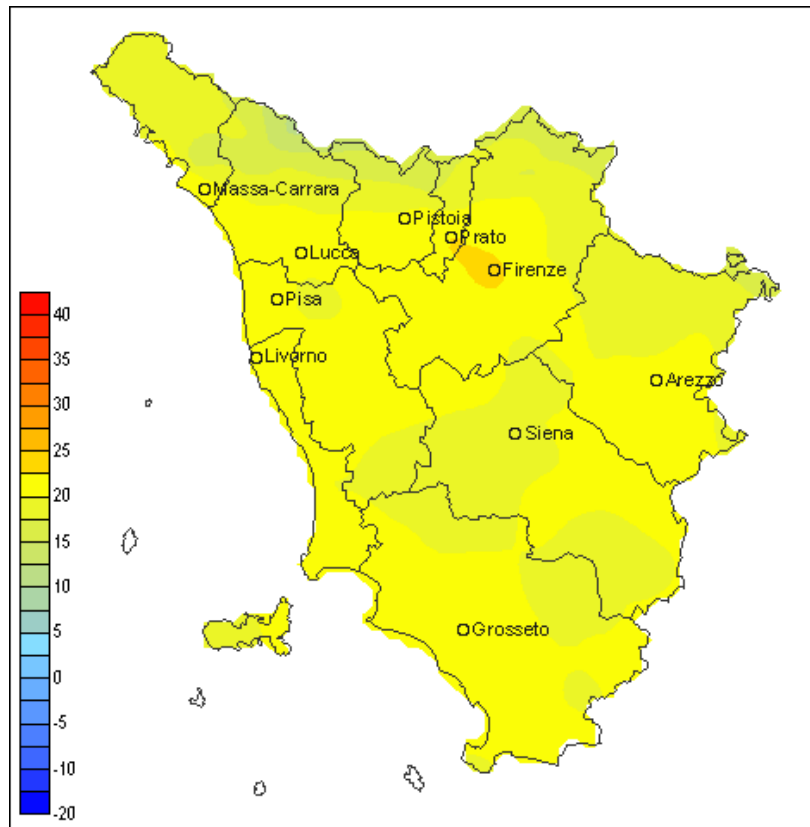 Massa-Carrara
Pistoia
Prato
Lucca
Firenze
Pisa
Livorno
Arezzo
Siena
Grosseto
40
35
30
25
20
15
10
5
0
-5
-10
-15
-20